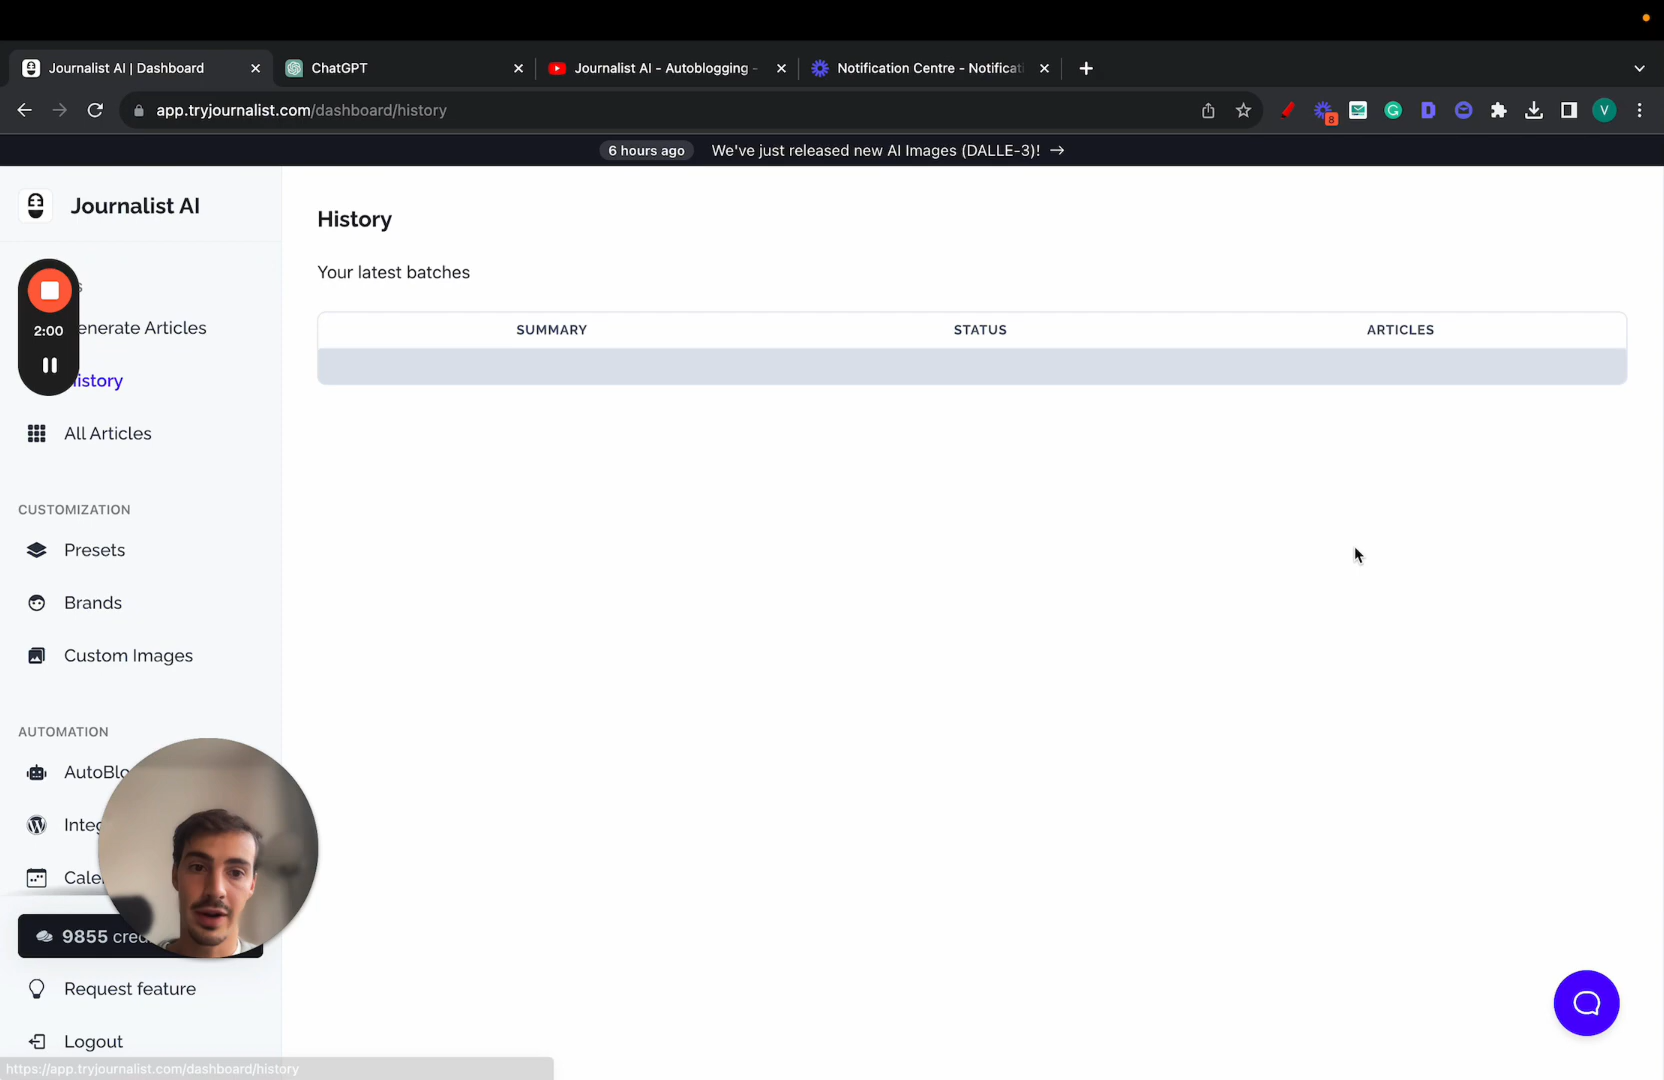 Journalist AI | Dashboard
ChatGPT
Journalist AI - Autoblogging -
Notification Centre - Notificati
app.tryjournalist.com/dashboard/history
8
V
6 hours ago We've just released new AI Images (DALLE-3)! →
Journalist AI
s
2:00
enerate Articles
istory
All Articles
CUSTOMIZATION
Presets
Brands
Custom Images
AUTOMATION
AutoBlo
Integ
Cale
9855 cred
Request feature
Logout
https://app.tryjournalist.com/dashboard/history
History
Your latest batches
SUMMARY STATUS ARTICLES